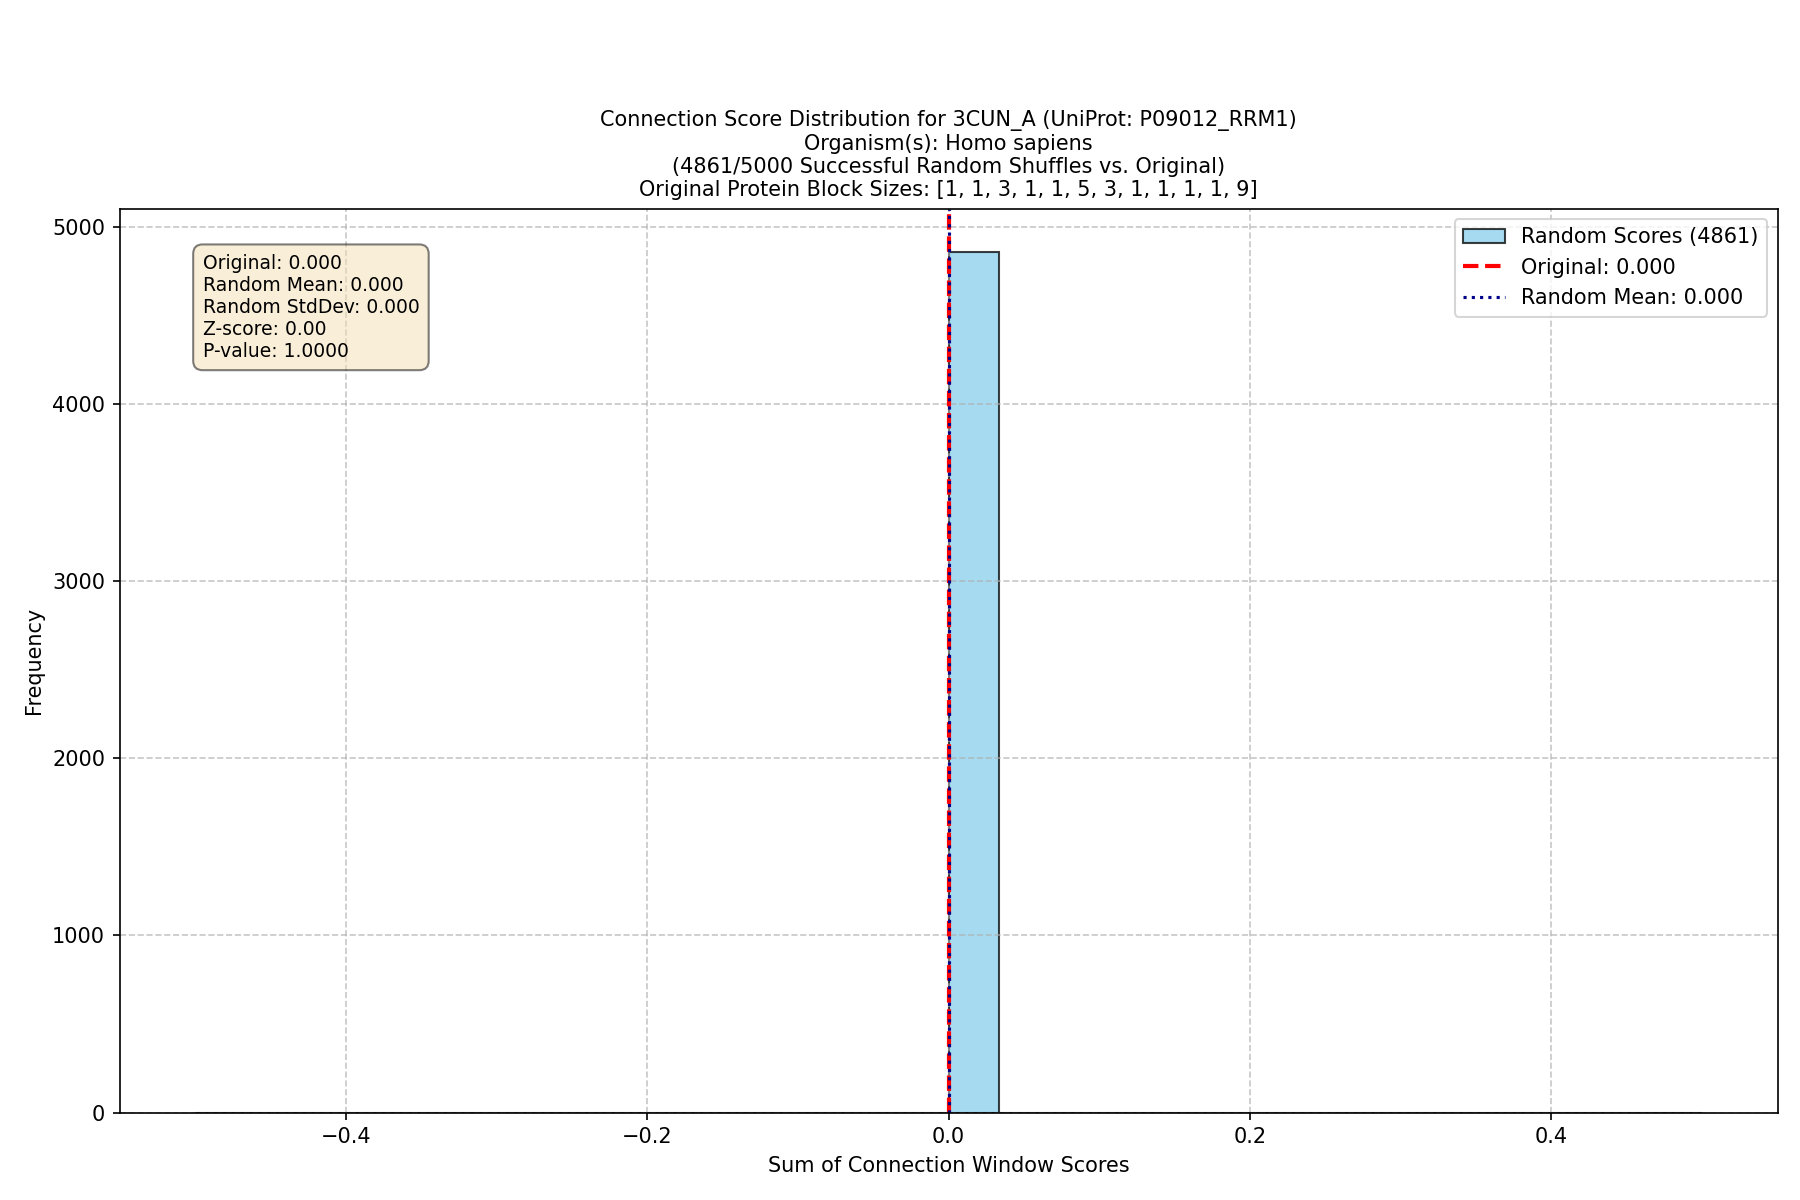 Connection Score Distribution for 3CUN_A (UniProt: P09012_RRM1)
Organism(s): Homo sapiens
(4861/5000 Successful Random Shuffles vs. Original)
Original Protein Block Sizes: [1, 1, 3, 1, 1, 5, 3, 1, 1, 1, 1, 9]
Original: 0.000
Random Mean: 0.000
Random StdDev: 0.000
Z-score: 0.00
P-value: 1.0000
Random Scores (4861)
Original: 0.000
Random Mean: 0.000
5000
4000
3000
2000
1000
0
Frequency
−0.4
−0.2
0.0
0.2
0.4
Sum of Connection Window Scores